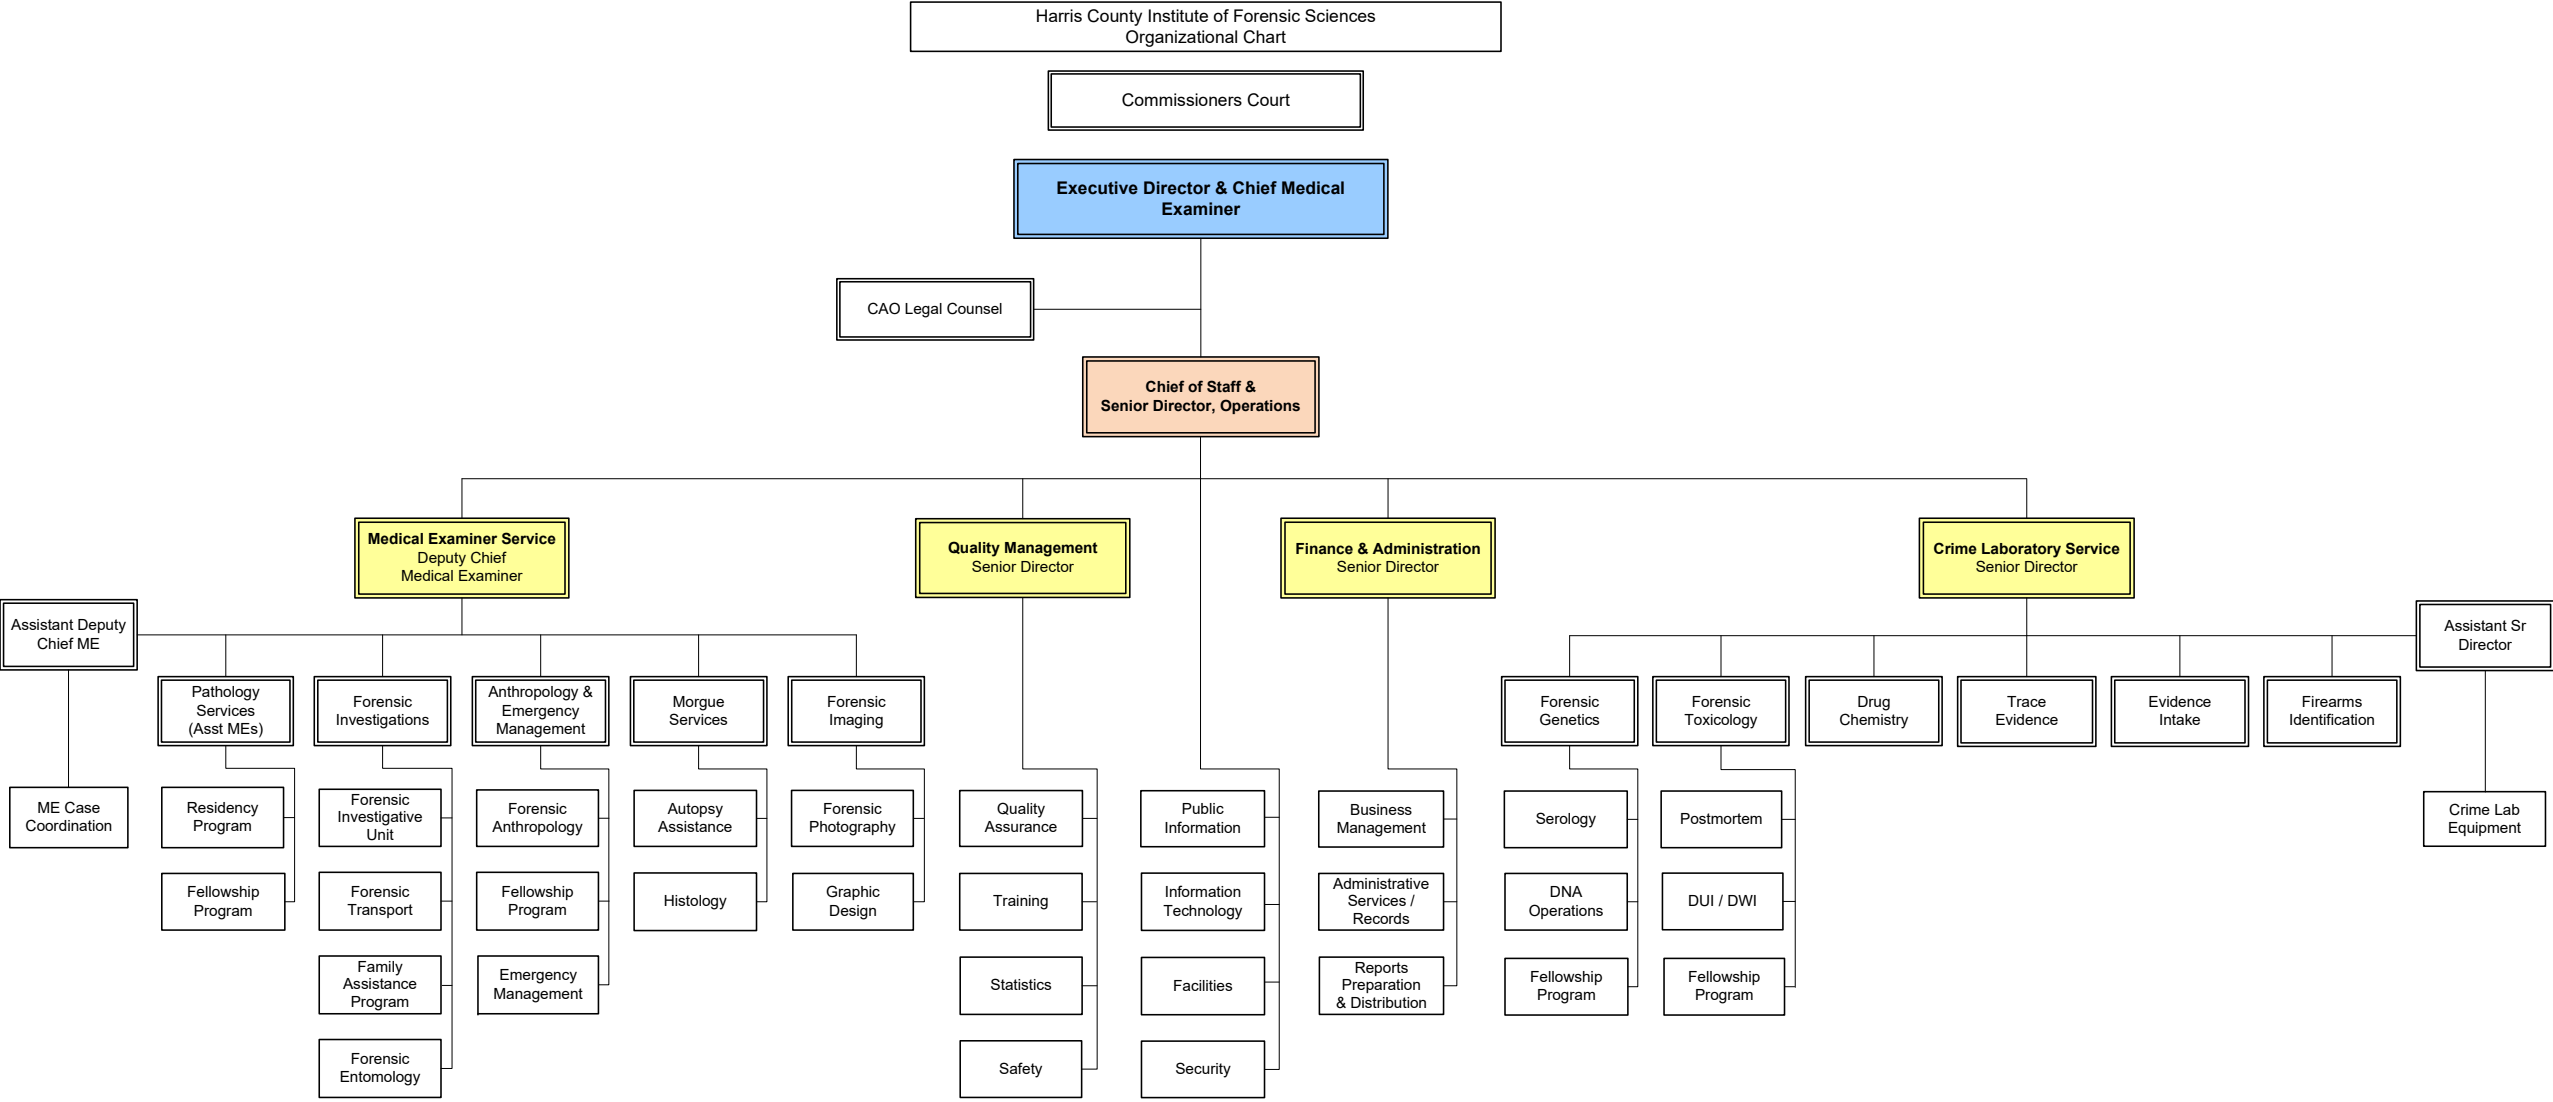 Harris County Institute of Forensic Sciences
Organizational Chart
Commissioners Court
Executive Director & Chief Medical
Examiner
CAO Legal Counsel
Chief of Staff &
Senior Director, Operations
Medical Examiner Service
Deputy Chief
Medical Examiner
Quality Management
Senior Director
Finance & Administration
Senior Director
Crime Laboratory Service
Senior Director
Assistant Deputy
Chief ME
Assistant Sr
Director
Pathology
Services
(Asst MEs)
Forensic
Investigations
Anthropology &
Emergency
Management
Morgue
Services
Forensic
Imaging
Forensic
Genetics
Forensic
Toxicology
Drug
Chemistry
Trace
Evidence
Evidence
Intake
Firearms
Identification
ME Case
Coordination
Residency
Program
Forensic
Investigative
Unit
Forensic
Anthropology
Autopsy
Assistance
Forensic
Photography
Quality
Assurance
Public
Information
Business
Management
Serology
Postmortem
Crime Lab
Equipment
Fellowship
Program
Forensic
Transport
Fellowship
Program
Histology
Graphic
Design
Training
Information
Technology
Administrative
Services /
Records
DNA
Operations
DUI / DWI
Family
Assistance
Program
Emergency
Management
Statistics
Facilities
Reports
Preparation
& Distribution
Fellowship
Program
Fellowship
Program
Forensic
Entomology
Safety
Security